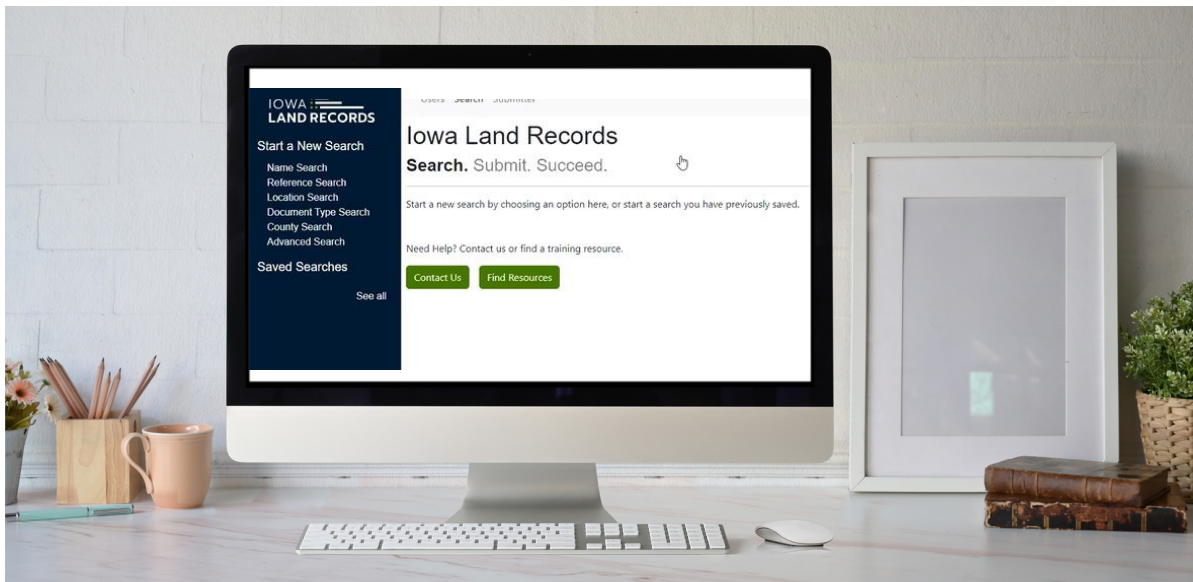 Users Search Submitter
IOWA
LAND RECORDS
Start a New Search
Name Search
Reference Search
Location Search
Document Type Search
County Search
Advanced Search
Saved Searches
See all
Iowa Land Records
Search. Submit. Succeed.
Start a new search by choosing an option here, or start a search you have previously saved.
Need Help? Contact us or find a training resource.
Contact Us
Find Resources